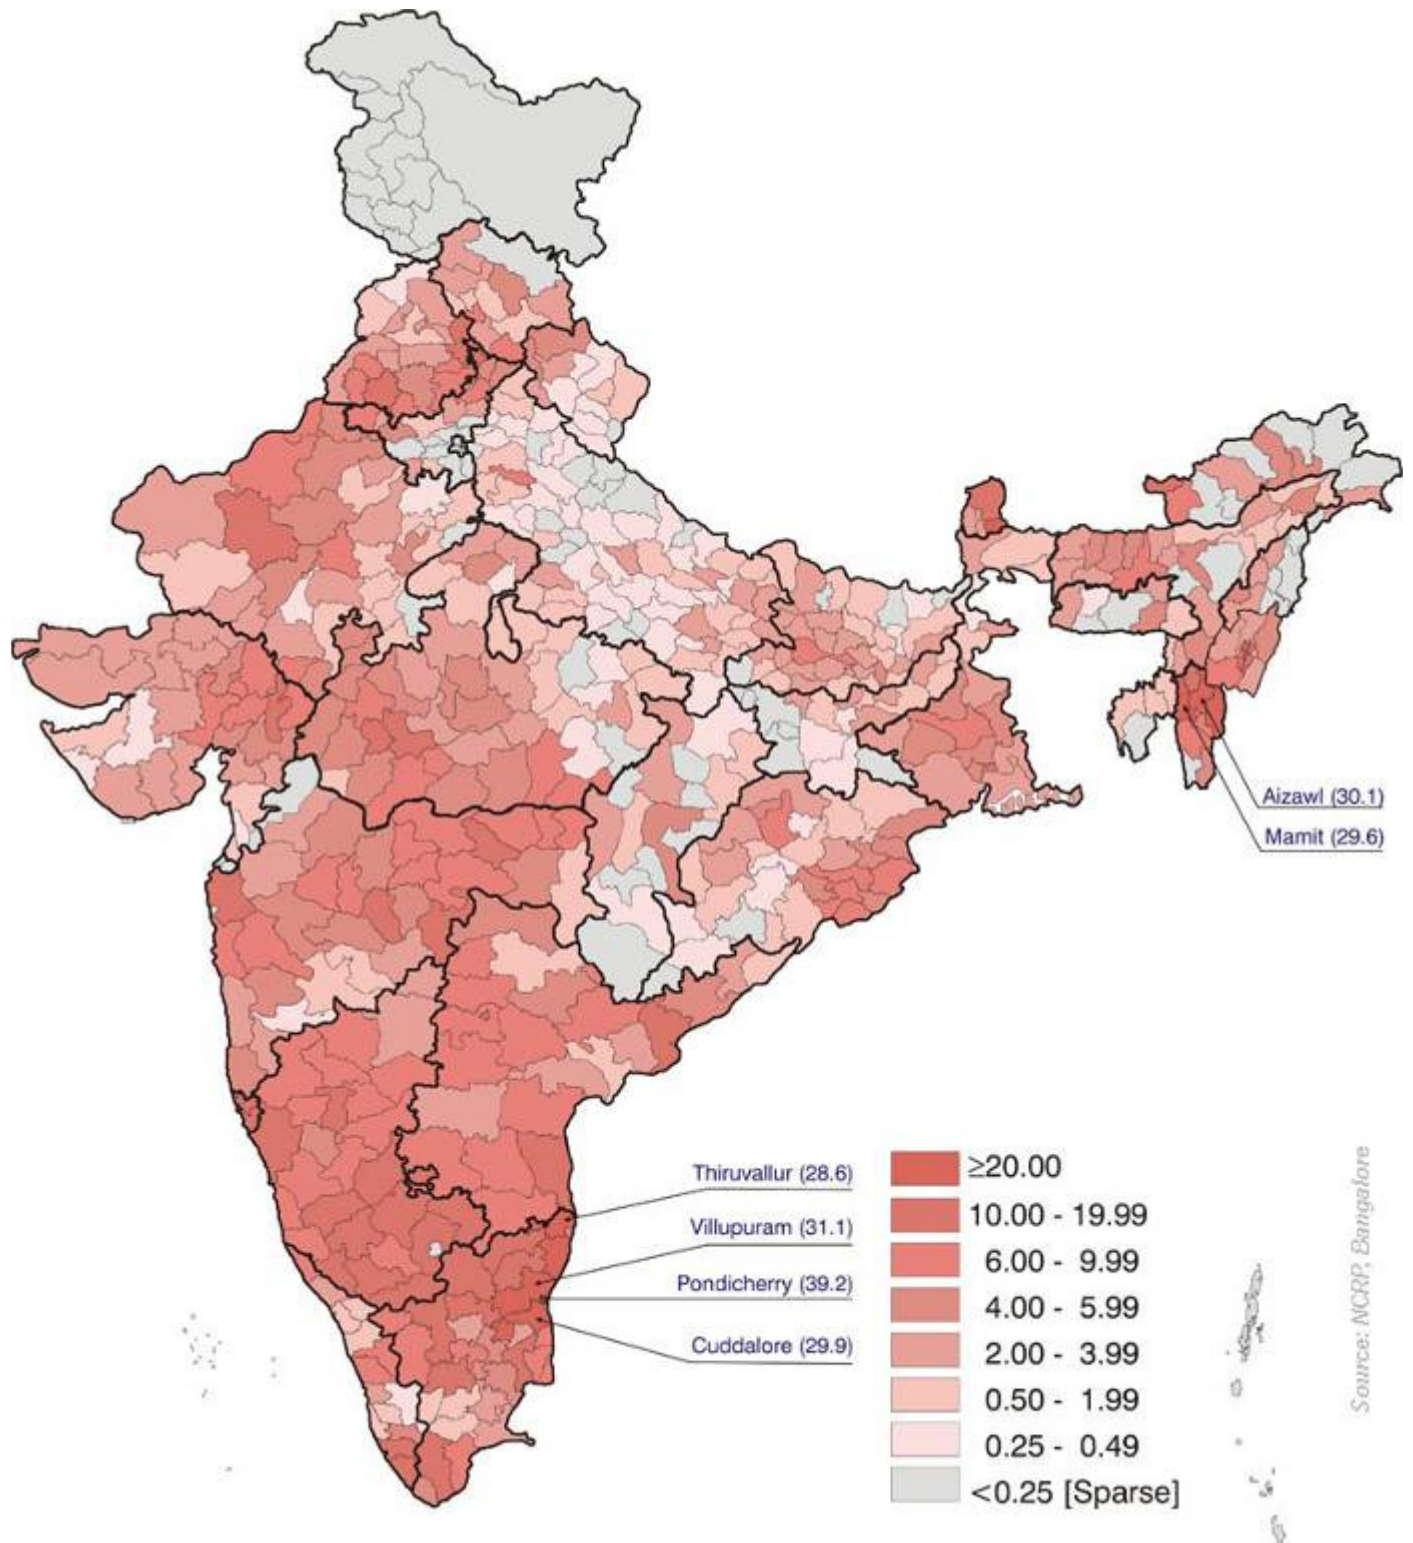 Aizawl (30.1)
Mamit (29.6)
Thiruvallur (28.6)
Villupuram (31.1)
Pondicherry (39.2)
Cuddalore (29.9)
≥20.00
10.00 - 19.99
6.00 - 9.99
4.00 - 5.99
2.00 - 3.99
0.50 - 1.99
0.25 - 0.49
<0.25 [Sparse]
Source: NCRP, Bangalore